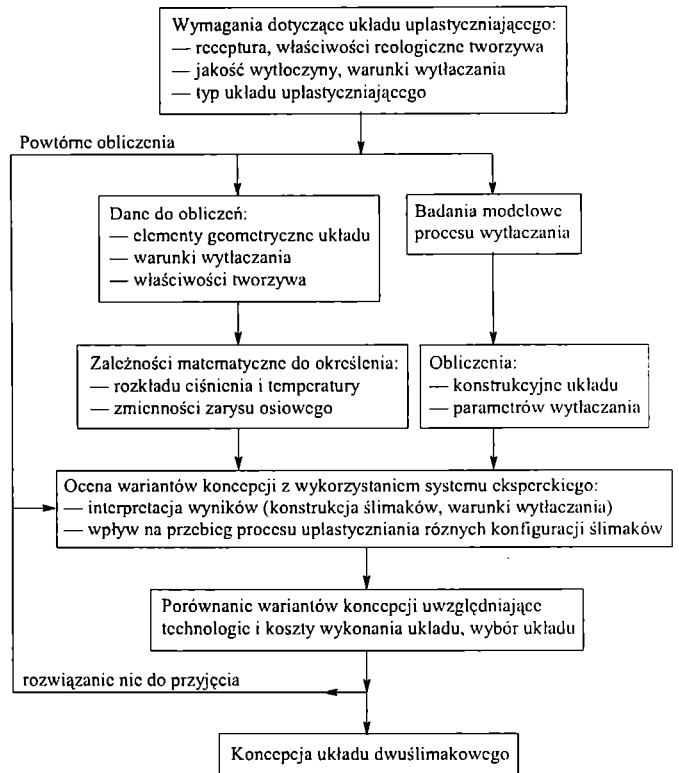 Wymagania dotyczące układu uplastyczniającego:
— receptura, właściwości reologiczne tworzywa
— jakość wytłoczyny, warunki wytłaczania
— typ układu uplastyczniającego
Powtórne obliczenia
Dane do obliczeń:
— elementy geometryczne układu
— warunki wytłaczania
— właściwości tworzywa
Badania modelowe
procesu wytłaczania
Zależności matematyczne do określenia:
— rozkładu ciśnienia i temperatury
— zmienności zarysu osiowego
Obliczenia:
— konstrukcyjne układu
— parametrów wytłaczania
Ocena wariantów koncepcji z wykorzystaniem systemu eksperckiego:
— interpretacja wyników (konstrukcja ślimaków, warunki wytłaczania)
— wpływ na przebieg procesu uplastyczniania róznych konfiguracji ślimaków
Porównanie wariantów koncepcji uwzględniające
technologie i koszty wykonania układu, wybór układu
rozwiązanie nie do przyjęcia
Koncepcja układu dwuślimakowego